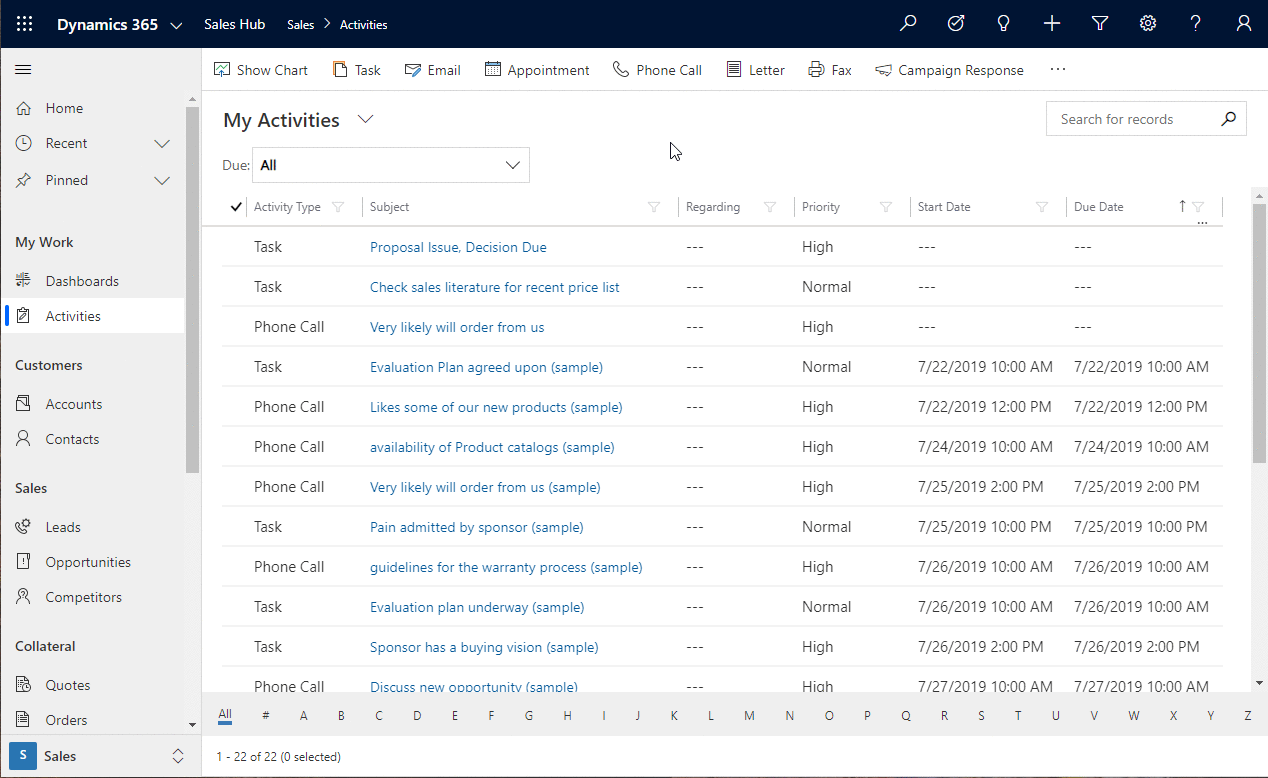 Dynamics 365 Sales Hub Sales > Activities
Show Chart Task Email Appointment Phone Call Letter Fax Campaign Response ...
Home
Recent
Pinned
My Work
Dashboards
Activities
Customers
Accounts
Contacts
Sales
Leads
Opportunities
Competitors
Collateral
Quotes
Orders
S Sales
My Activities
Search for records
Due: All
Activity Type Subject Regarding Priority Start Date Due Date
Task Proposal Issue, Decision Due --- High --- ---
Task Check sales literature for recent price list --- Normal --- ---
Phone Call Very likely will order from us --- High --- ---
Task Evaluation Plan agreed upon (sample) --- Normal 7/22/2019 10:00 AM 7/22/2019 10:00 AM
Phone Call Likes some of our new products (sample) --- High 7/22/2019 12:00 PM 7/22/2019 12:00 PM
Phone Call availability of Product catalogs (sample) --- High 7/24/2019 10:00 AM 7/24/2019 10:00 AM
Phone Call Very likely will order from us (sample) --- High 7/25/2019 2:00 PM 7/25/2019 2:00 PM
Task Pain admitted by sponsor (sample) --- Normal 7/25/2019 10:00 PM 7/25/2019 10:00 PM
Phone Call guidelines for the warranty process (sample) --- High 7/26/2019 10:00 AM 7/26/2019 10:00 AM
Task Evaluation plan underway (sample) --- Normal 7/26/2019 10:00 AM 7/26/2019 10:00 AM
Task Sponsor has a buying vision (sample) --- High 7/26/2019 2:00 PM 7/26/2019 2:00 PM
Phone Call Discuss new opportunity (sample) --- High 7/27/2019 10:00 AM 7/27/2019 10:00 AM
All # A B C D E F G H I J K L M N O P Q R S T U V W X Y Z
1 - 22 of 22 (0 selected)